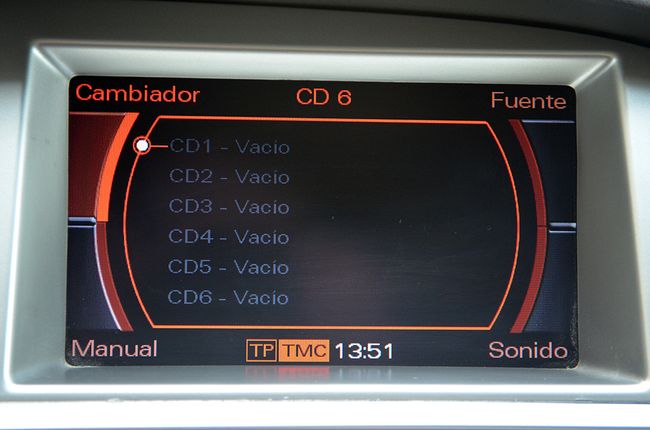 Cambiador CD 6 Fuente
CD1 - Vacio
CD2 - Vacio
CD3 - Vacio
CD4 - Vacio
CD5 - Vacio
CD6 - Vacio
Manual TP TMC 13:51 Sonido